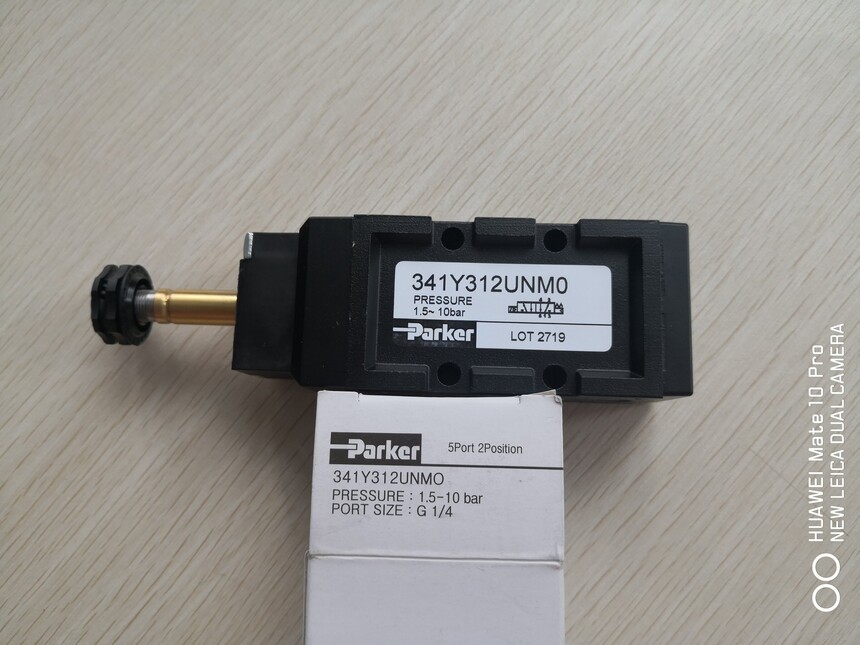 341Y312UNM0
PRESSURE
1.5~ 10bar
Parker
LOT 2719
Parker
5Port 2Position
341Y312UNMO
PRESSURE : 1.5-10 bar
PORT SIZE : G 1/4
HUAWEI Mate 10 Pro
NEW LEICA DUAL CAMERA